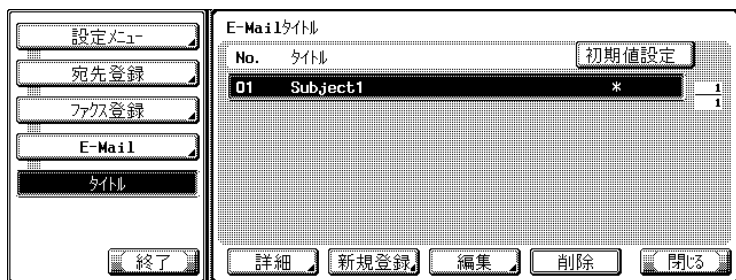 設定ﾒﾆｭｰ
宛先登録
ﾌｧｸｽ登録
E-Mail
ﾀｲﾄﾙ
終了
E-Mailﾀｲﾄﾙ
No. ﾀｲﾄﾙ 初期値設定
01 Subject1 *
1
1
詳細 新規登録 編集 削除 閉じる